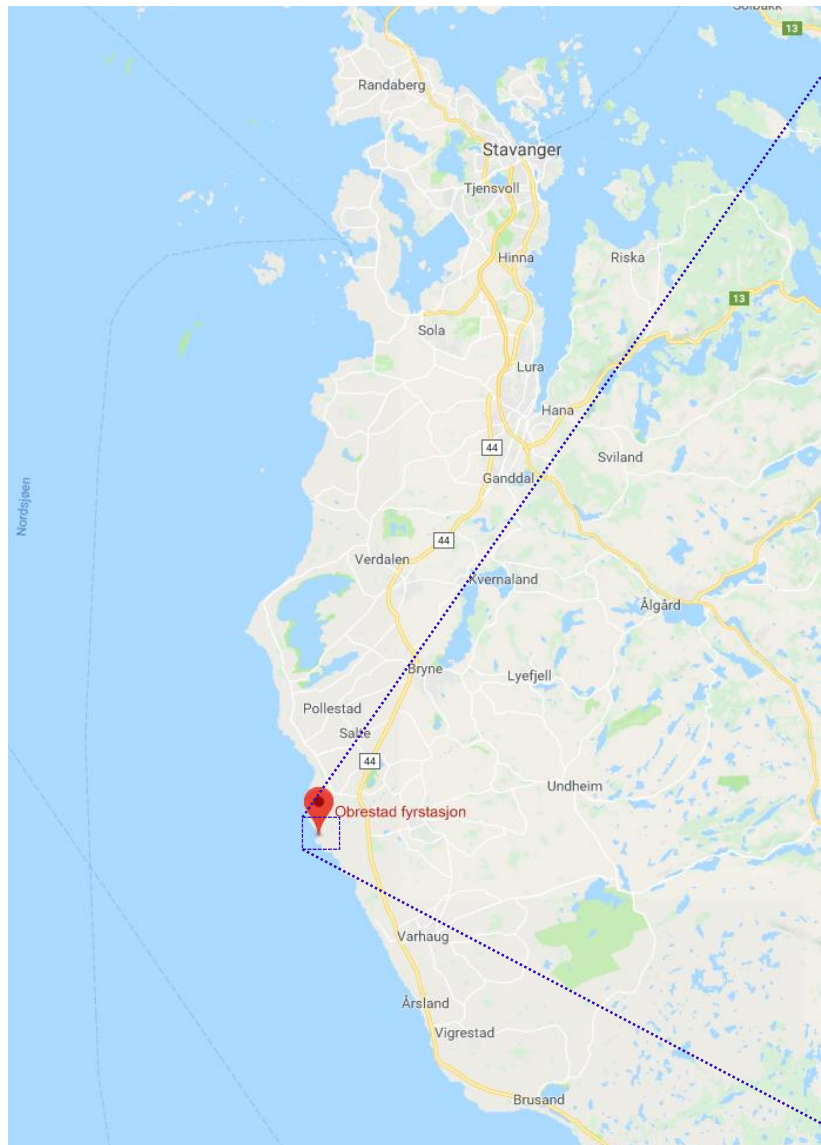 Solbakk
13
Randaberg
Stavanger
Tjensvoll
Hinna
Riska
13
Sola
Lura
Hana
44
Sviland
Ganddal
Nordsjøen
44
Verdalen
Kvernaland
Ålgård
Bryne
Lyefjell
Pollestad
Salte
44
Undheim
Obrestad fyrstasjon
Varhaug
Årsland
Vigrestad
Brusand